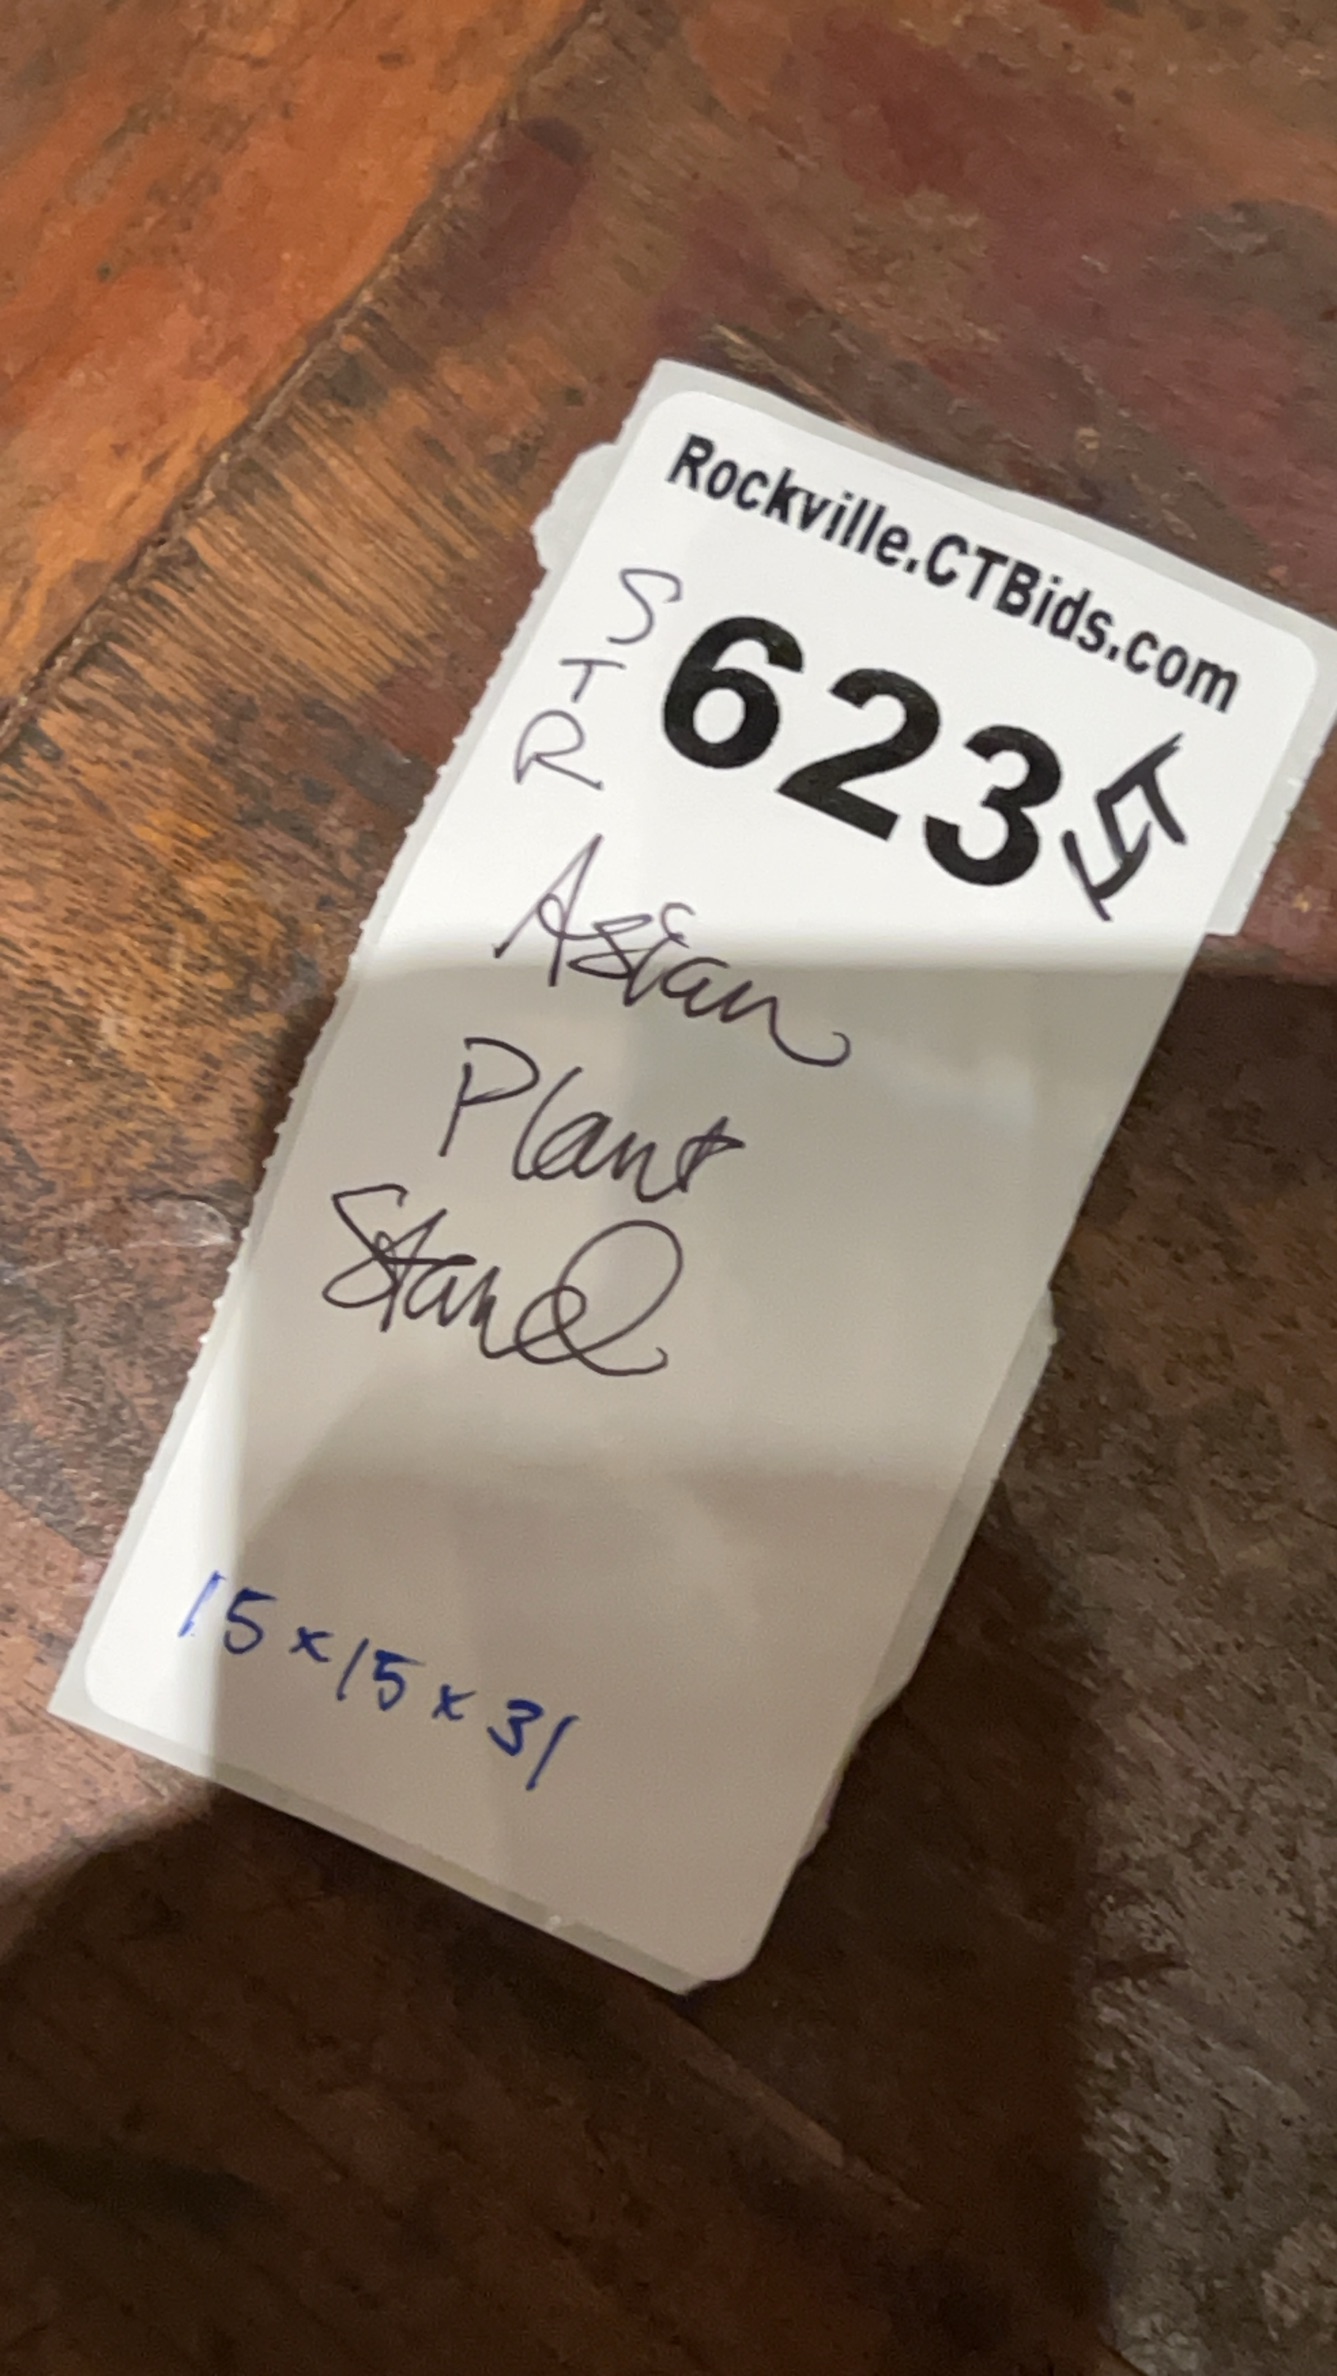 Rockville.CTBids.com
STR
623
Asian
Plant
Stand
15 x 15 x 31